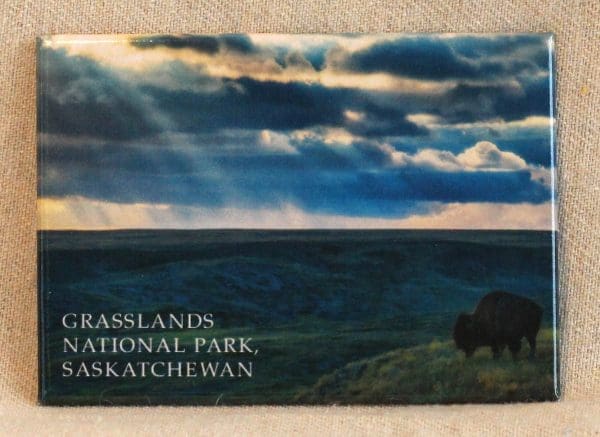 GRASSLANDS
NATIONAL PARK,
SASKATCHEWAN